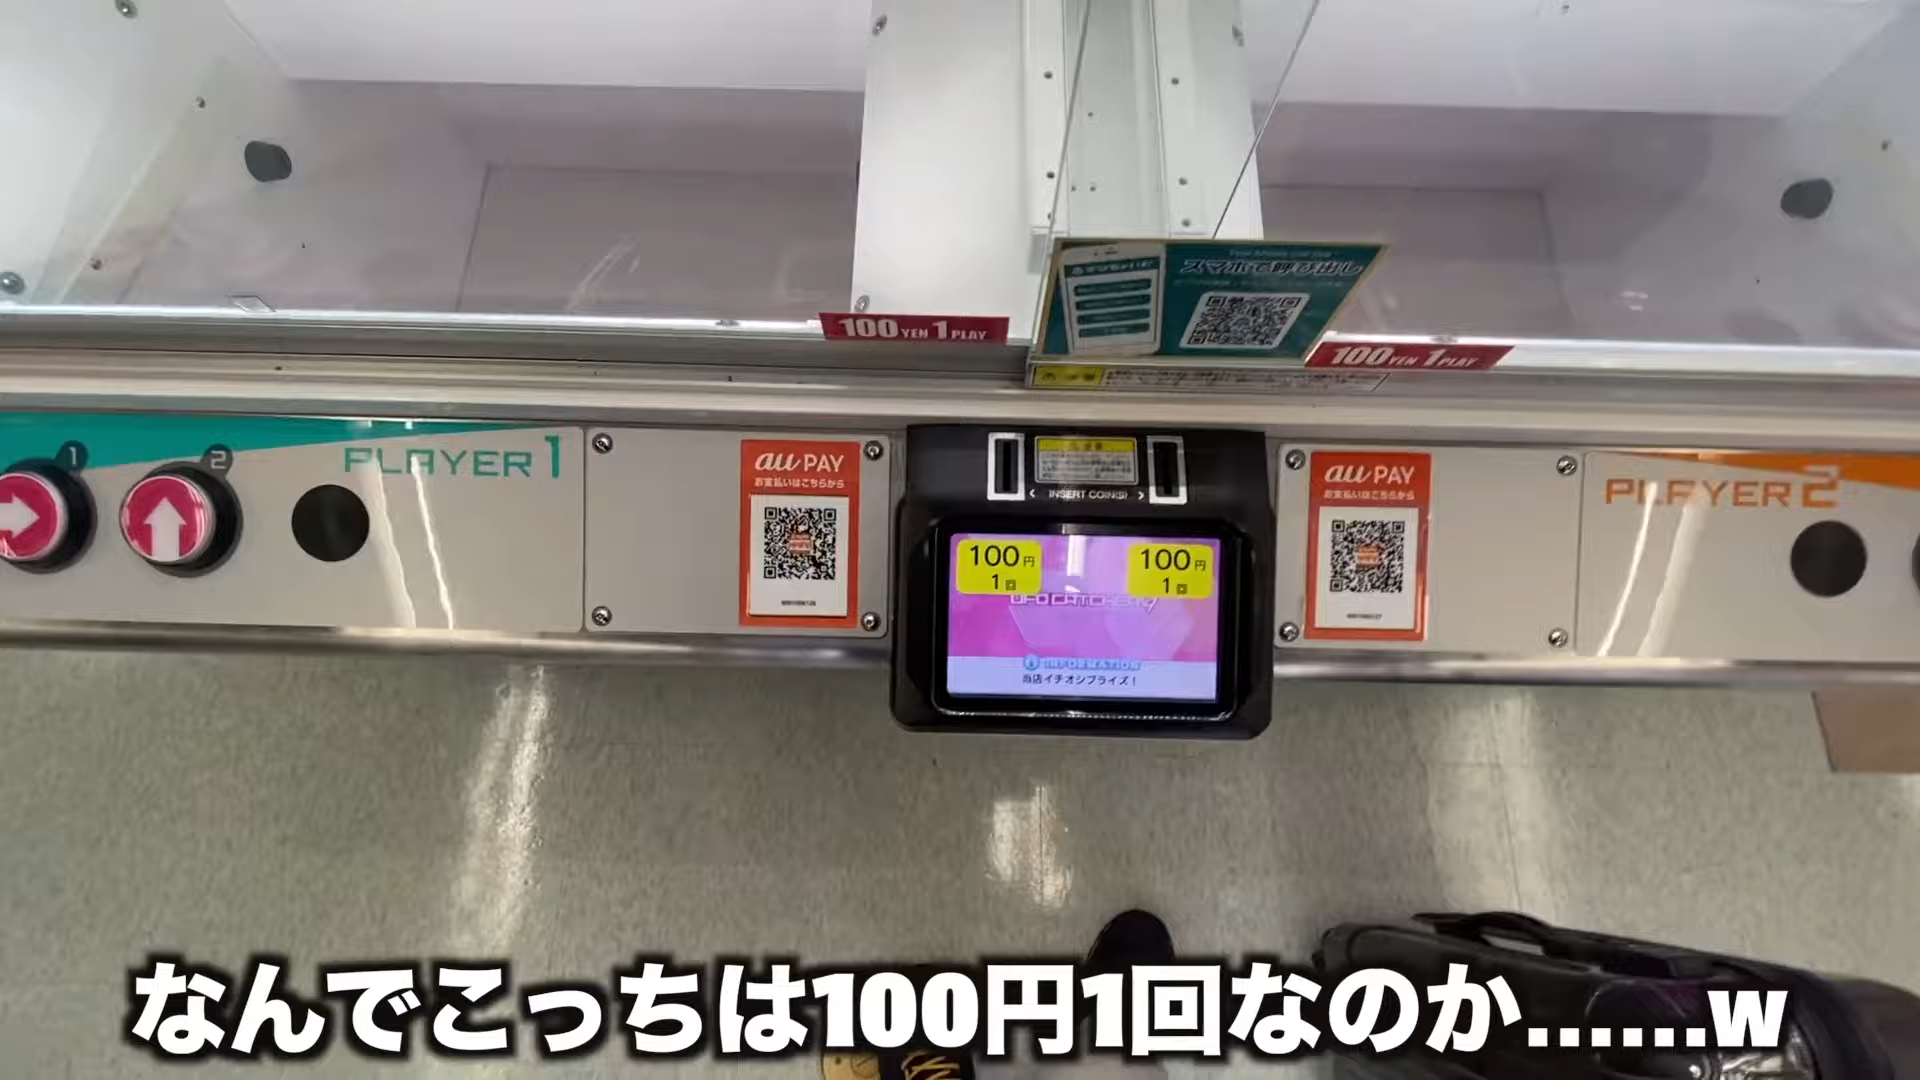 スマホで呼び出し
100 YEN 1 PLAY
100 YEN 1 PLAY
1
2
PLAYER 1
au PAY
お支払いはこちらから
INSERT COIN(S)
100円
1回
100円
1回
UFO CATCHER 9
INFORMATION
当店イチオシプライズ！
au PAY
お支払いはこちらから
PLAYER 2
なんでこっちは100円1回なのか……w